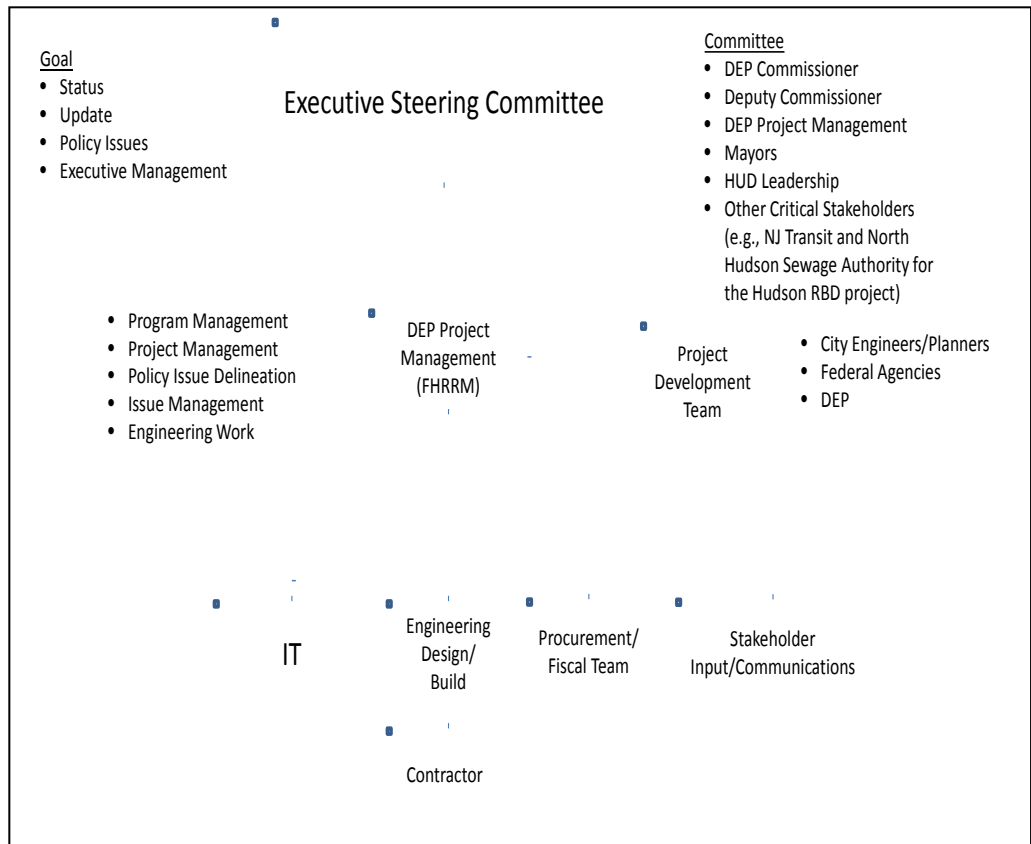 Goal
• Status
• Update
• Policy Issues
• Executive Management
Executive Steering Committee
Committee
• DEP Commissioner
• Deputy Commissioner
• DEP Project Management
• Mayors
• HUD Leadership
• Other Critical Stakeholders
(e.g., NJ Transit and North
Hudson Sewage Authority for
the Hudson RBD project)
• Program Management
• Project Management
• Policy Issue Delineation
• Issue Management
• Engineering Work
DEP Project
Management
(FHRRM)
Project
Development
Team
• City Engineers/Planners
• Federal Agencies
• DEP
IT
Engineering
Design/
Build
Procurement/
Fiscal Team
Stakeholder
Input/Communications
Contractor